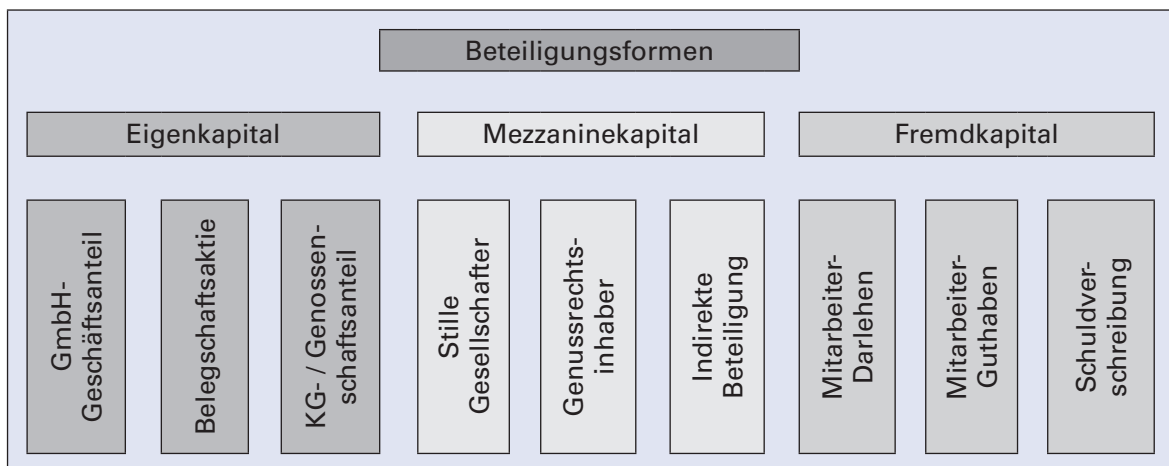 Beteiligungsformen
Eigenkapital
Mezzaninekapital
Fremdkapital
GmbH-
Geschäftsanteil
Belegschaftsaktie
KG- / Genossen-
schaftsanteil
Stille
Gesellschafter
Genussrechts-
inhaber
Indirekte
Beteiligung
Mitarbeiter-
Darlehen
Mitarbeiter-
Guthaben
Schuldver-
schreibung